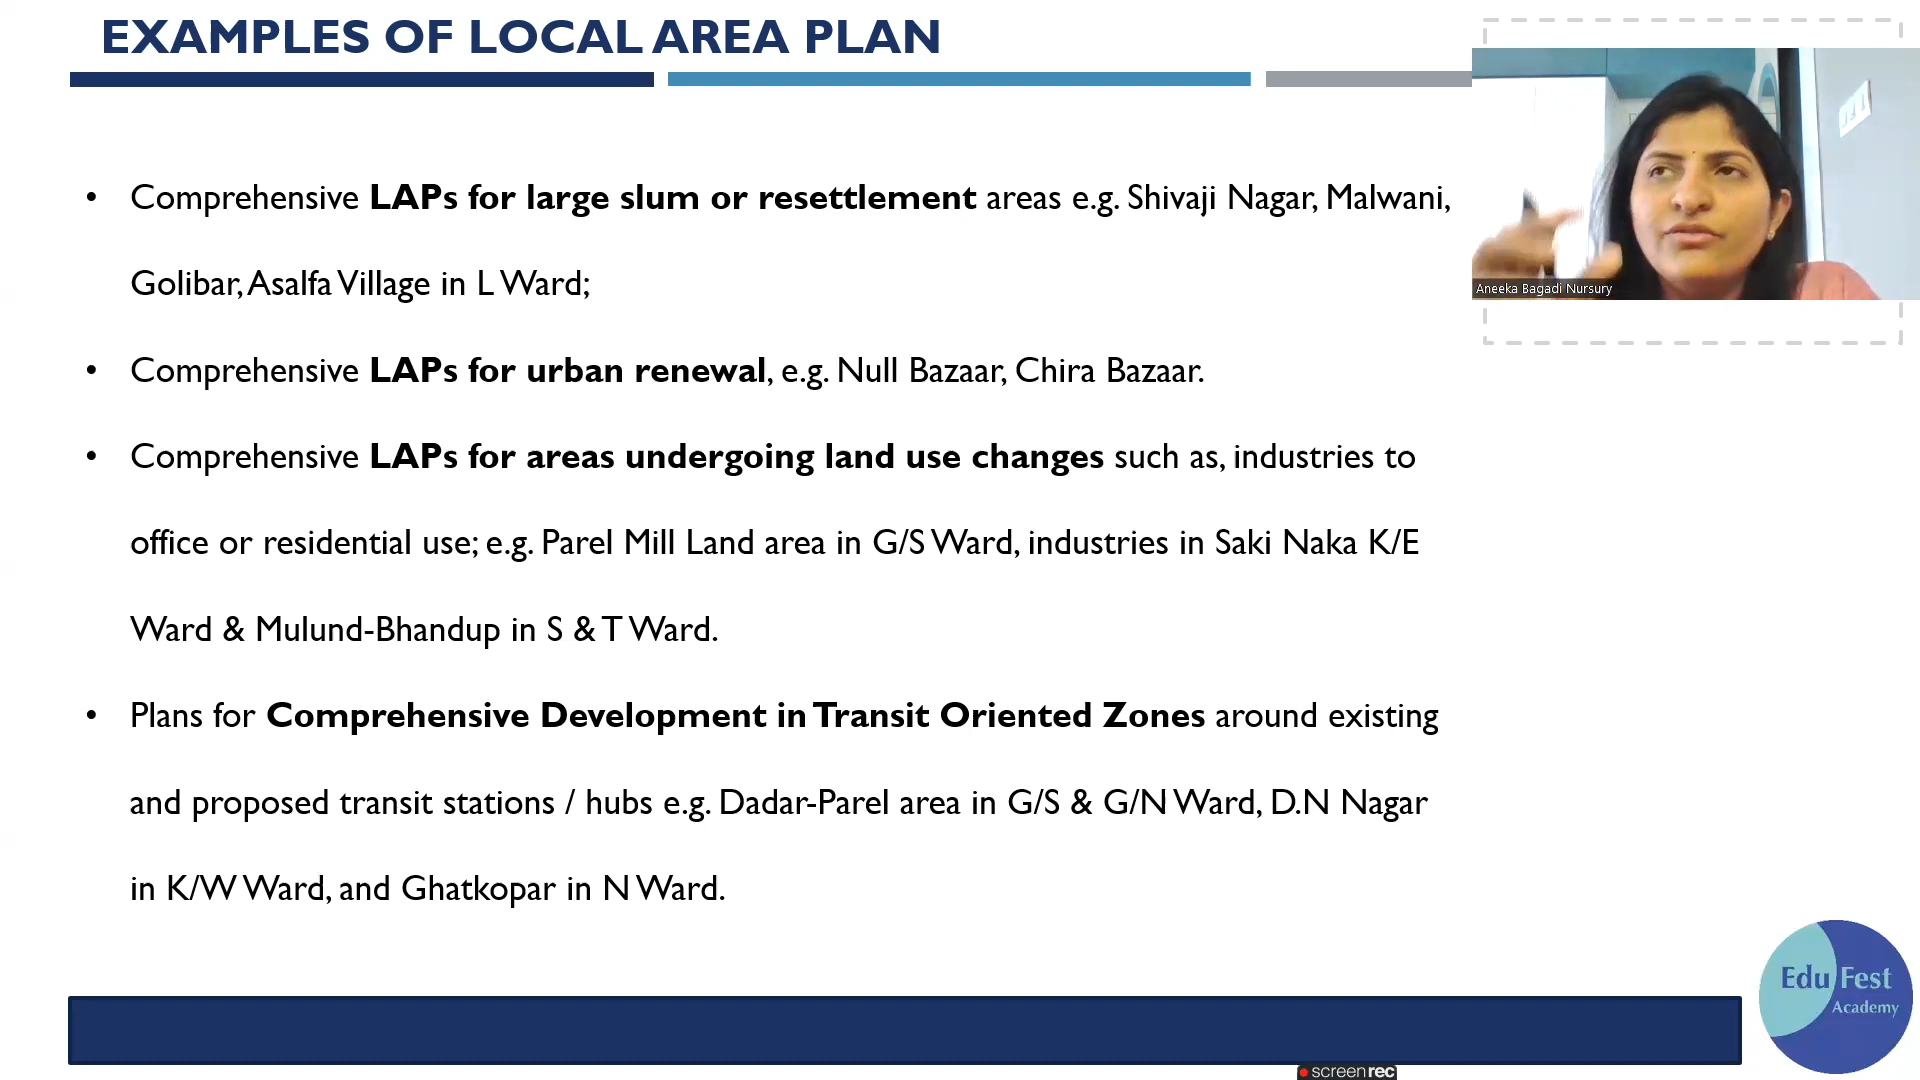 EXAMPLES OF LOCAL AREA PLAN
• Comprehensive LAPs for large slum or resettlement areas e.g. Shivaji Nagar, Malwani,
Golibar, Asalfa Village in L Ward;
• Comprehensive LAPs for urban renewal, e.g. Null Bazaar, Chira Bazaar.
• Comprehensive LAPs for areas undergoing land use changes such as, industries to
office or residential use; e.g. Parel Mill Land area in G/S Ward, industries in Saki Naka K/E
Ward & Mulund-Bhandup in S & T Ward.
• Plans for Comprehensive Development in Transit Oriented Zones around existing
and proposed transit stations / hubs e.g. Dadar-Parel area in G/S & G/N Ward, D.N Nagar
in K/W Ward, and Ghatkopar in N Ward.
Aneeka Bagadi Nursury
Edu Fest
Academy
screenrec